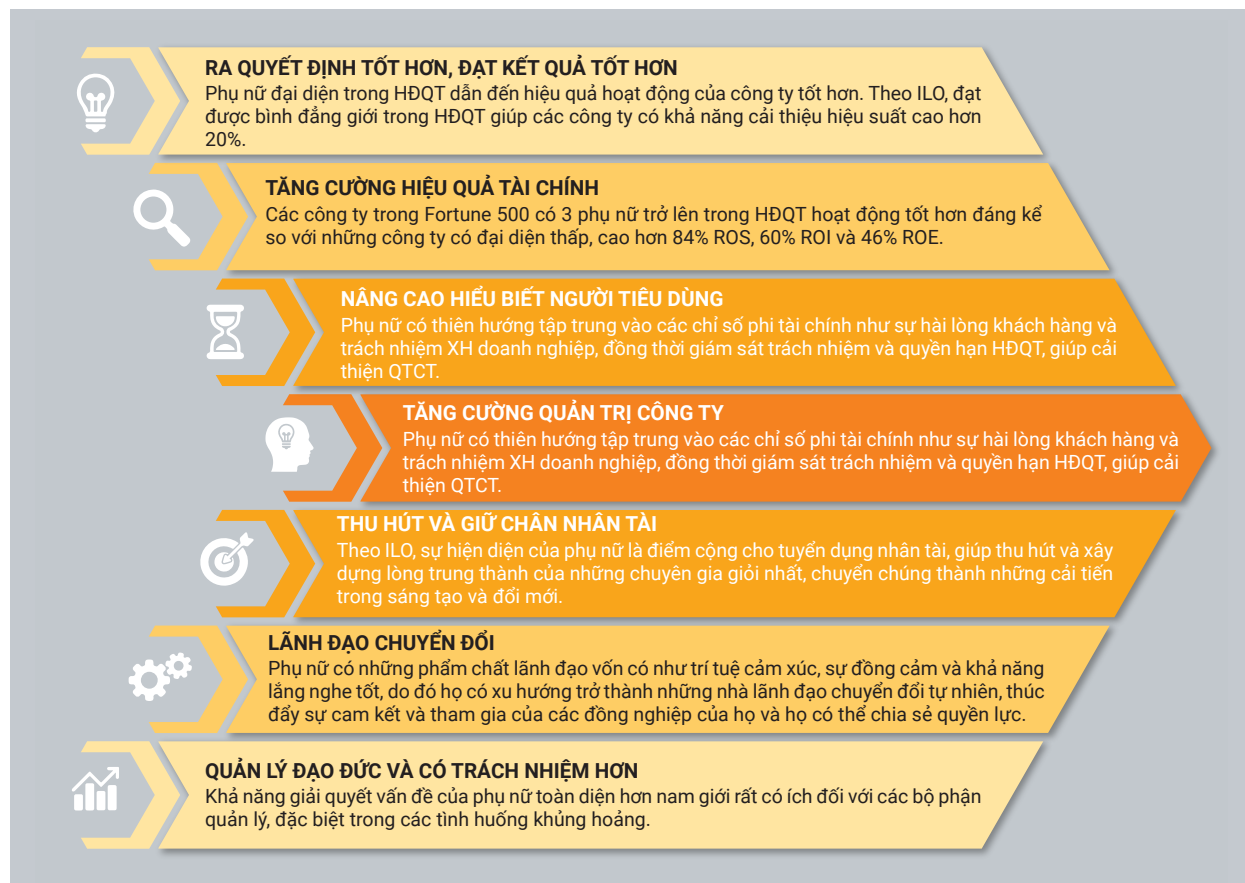 RA QUYẾT ĐỊNH TỐT HƠN, ĐẠT KẾT QUẢ TỐT HƠN
Phụ nữ đại diện trong HĐQT dẫn đến hiệu quả hoạt động của công ty tốt hơn. Theo ILO, đạt
được bình đẳng giới trong HĐQT giúp các công ty có khả năng cải thiệu hiệu suất cao hơn
20%.
TĂNG CƯỜNG HIỆU QUẢ TÀI CHÍNH
Các công ty trong Fortune 500 có 3 phụ nữ trở lên trong HĐQT hoạt động tốt hơn đáng kể
so với những công ty có đại diện thấp, cao hơn 84% ROS, 60% ROI và 46% ROE.
NÂNG CAO HIỂU BIẾT NGƯỜI TIÊU DÙNG
Phụ nữ có thiên hướng tập trung vào các chỉ số phi tài chính như sự hài lòng khách hàng và
trách nhiệm XH doanh nghiệp, đồng thời giám sát trách nhiệm và quyền hạn HĐQT, giúp cải
thiện QTCT.
TĂNG CƯỜNG QUẢN TRỊ CÔNG TY
Phụ nữ có thiên hướng tập trung vào các chỉ số phi tài chính như sự hài lòng khách hàng và
trách nhiệm XH doanh nghiệp, đồng thời giám sát trách nhiệm và quyền hạn HĐQT, giúp cải
thiện QTCT.
THU HÚT VÀ GIỮ CHÂN NHÂN TÀI
Theo ILO, sự hiện diện của phụ nữ là điểm cộng cho tuyển dụng nhân tài, giúp thu hút và xây
dựng lòng trung thành của những chuyên gia giỏi nhất, chuyển chúng thành những cải tiến
trong sáng tạo và đổi mới.
LÃNH ĐẠO CHUYỂN ĐỔI
Phụ nữ có những phẩm chất lãnh đạo vốn có như trí tuệ cảm xúc, sự đồng cảm và khả năng
lắng nghe tốt, do đó họ có xu hướng trở thành những nhà lãnh đạo chuyển đổi tự nhiên, thúc
đẩy sự cam kết và tham gia của các đồng nghiệp của họ và họ có thể chia sẻ quyền lực.
QUẢN LÝ ĐẠO ĐỨC VÀ CÓ TRÁCH NHIỆM HƠN
Khả năng giải quyết vấn đề của phụ nữ toàn diện hơn nam giới rất có ích đối với các bộ phận
quản lý, đặc biệt trong các tình huống khủng hoảng.